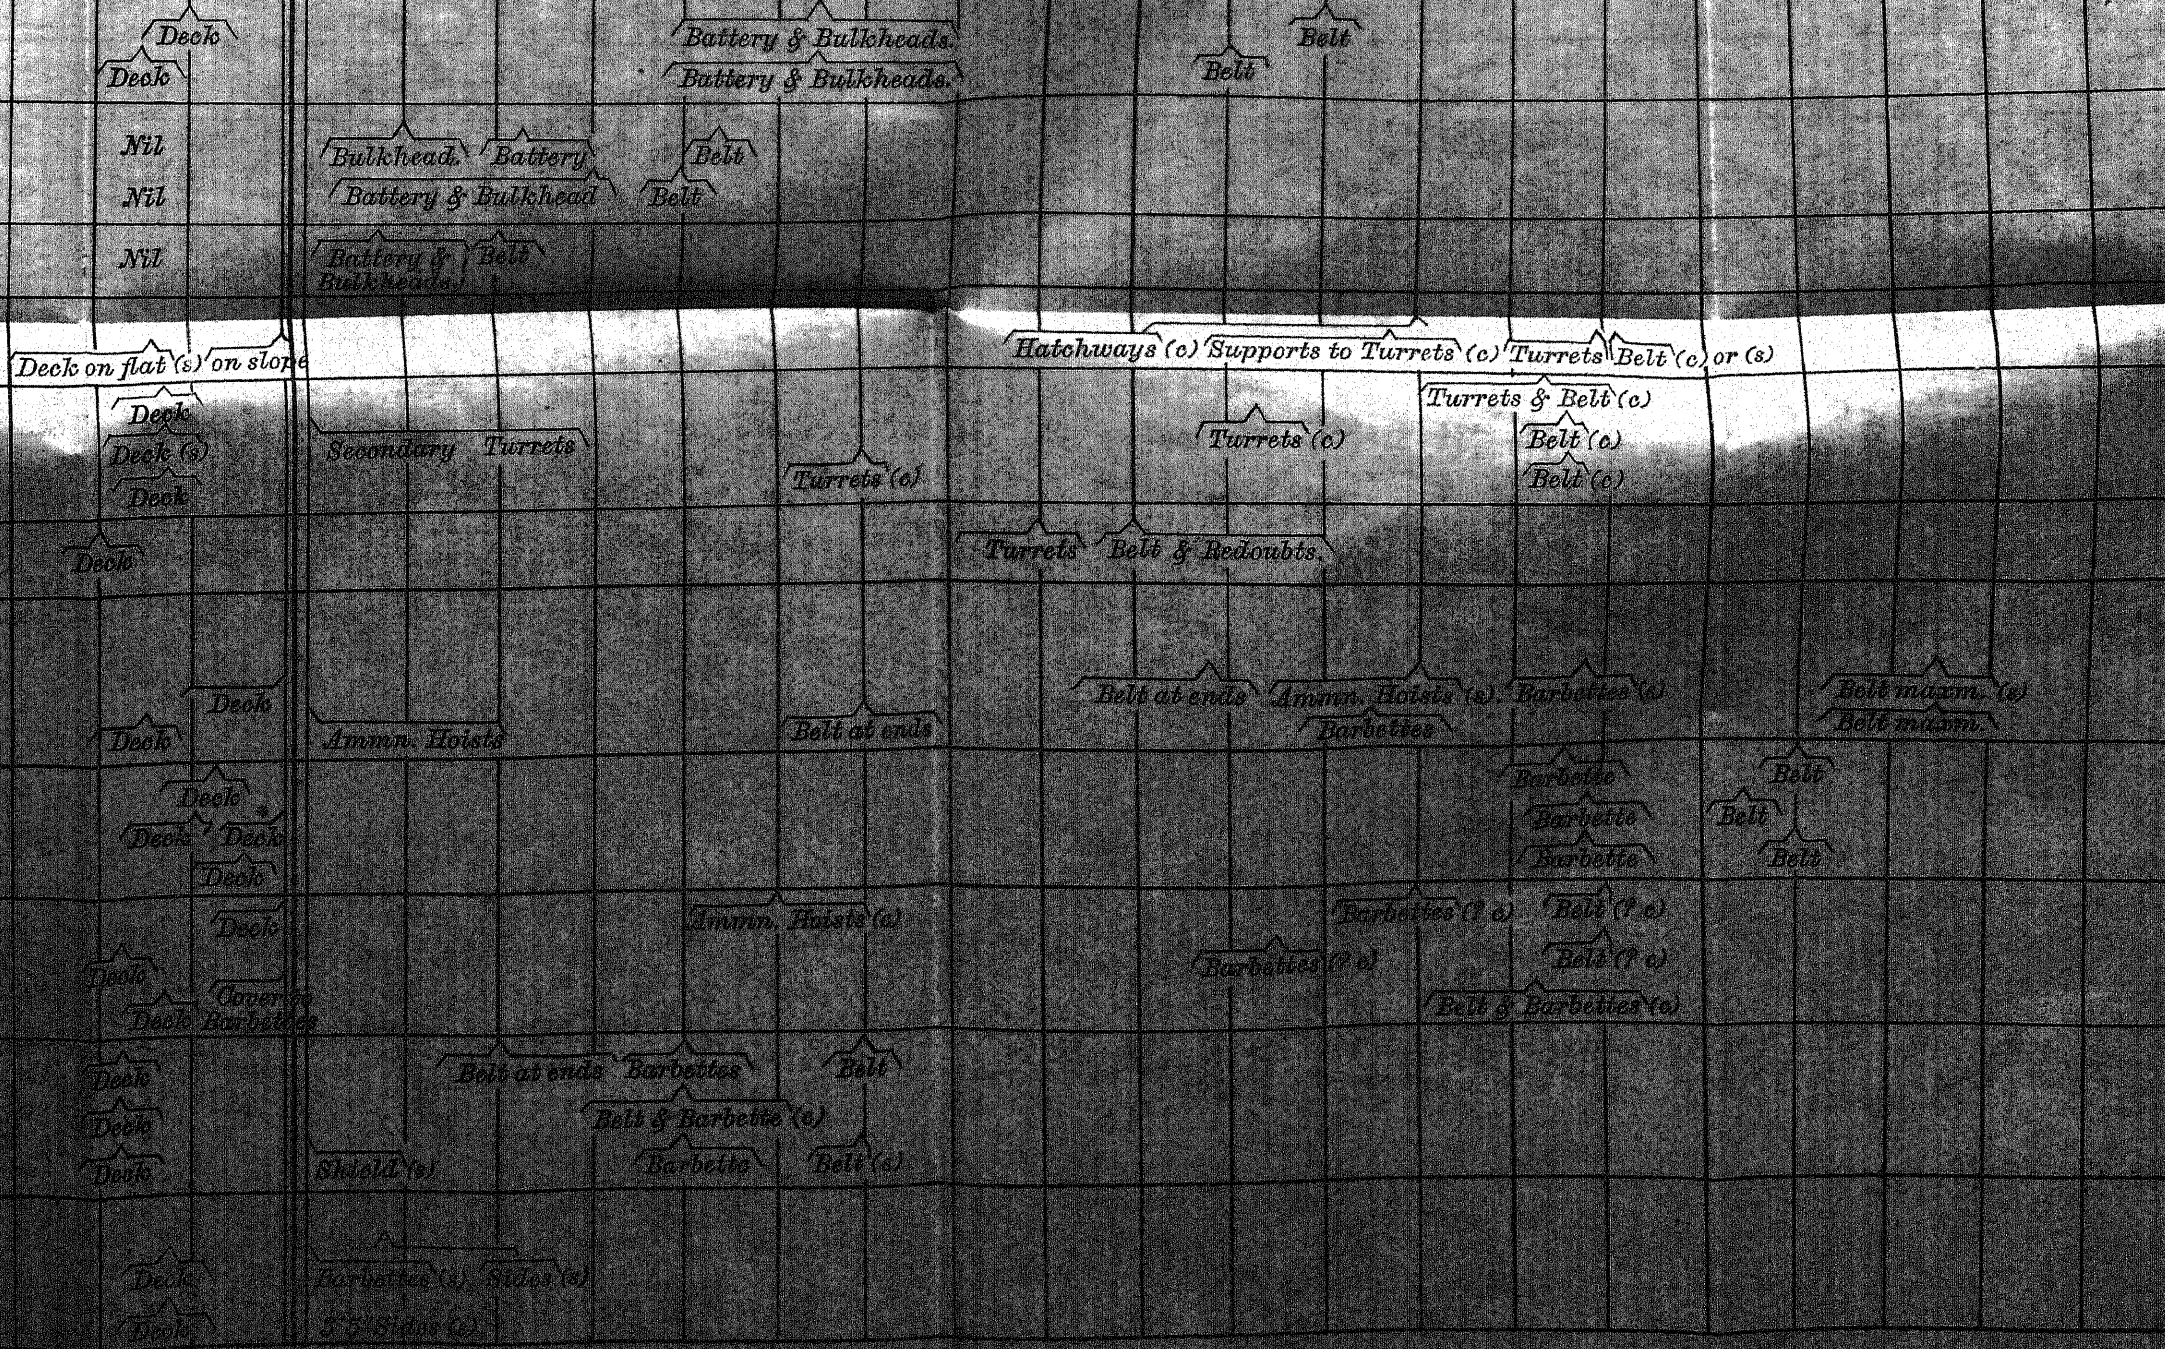 Deck Battery & Bulkheads. Belt
Deck Battery & Bulkheads. Belt
Nil Bulkhead. Battery Belt
Nil Battery & Bulkhead Belt
Nil Battery & Belt
Bulkheads.
Deck on flat (s) on slope Hatchways (c) Supports to Turrets (c) Turrets Belt (c) or (s)
Deck Turrets & Belt (c)
Deck (s) Secondary Turrets Turrets (c) Belt (c)
Deck Turrets (c) Belt (c)
Deck Turrets Belt & Redoubts.
Deck Belt at ends Ammn. Hoists (s). Barbettes (s) Belt maxm. (s)
Deck Ammn. Hoists Belt at ends Barbettes Belt maxm.
Deck Barbette Belt
Deck, Deck* Barbette Belt
Deck Barbette Belt
Deck Ammn. Hoists (s) Barbettes (? c) Belt (? c)
Deck Barbettes (? c) Belt (? c)
Covering
Deck Barbettes Belt & Barbettes (c)
Deck Belt at ends Barbettes Belt
Deck Belt & Barbette (s)
Deck Shield (s) Barbette Belt (s)
Deck Barbettes (s) Sides (s)
Deck Sides (s)